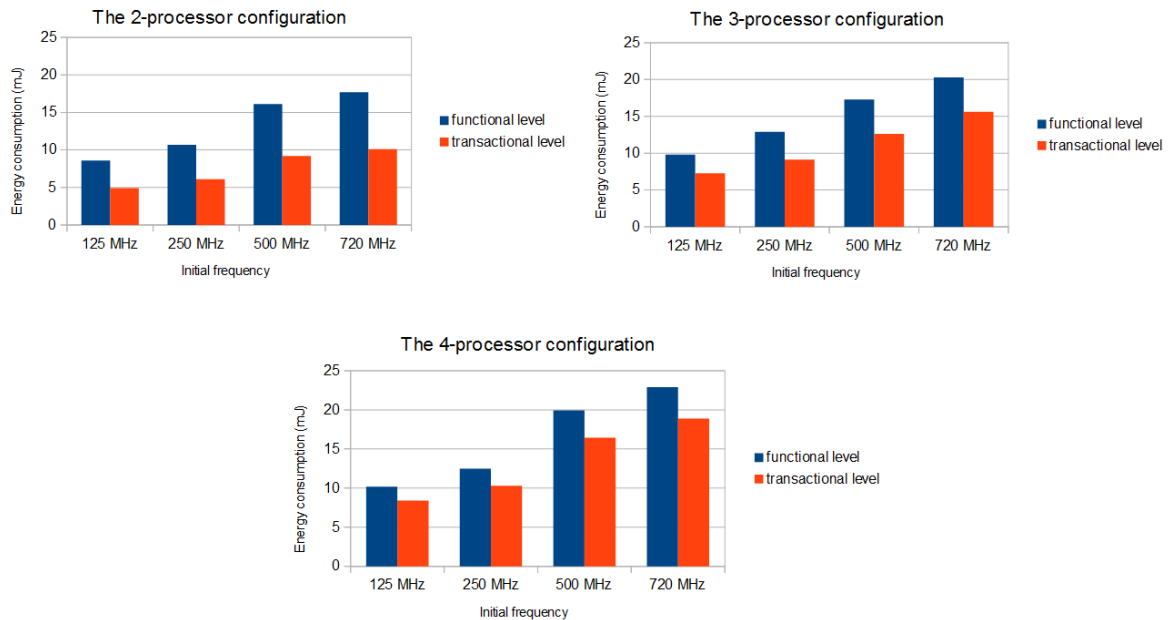 The 2-processor configuration
Energy consumption (mJ)
25
20
15
10
5
0
125 MHz 250 MHz 500 MHz 720 MHz
Initial frequency
functional level
transactional level
The 3-processor configuration
Energy consumption (mJ)
25
20
15
10
5
0
125 MHz 250 MHz 500 MHz 720 MHz
Initial frequency
functional level
transactional level
The 4-processor configuration
Energy consumption (mJ)
25
20
15
10
5
0
125 MHz 250 MHz 500 MHz 720 MHz
Initial frequency
functional level
transactional level